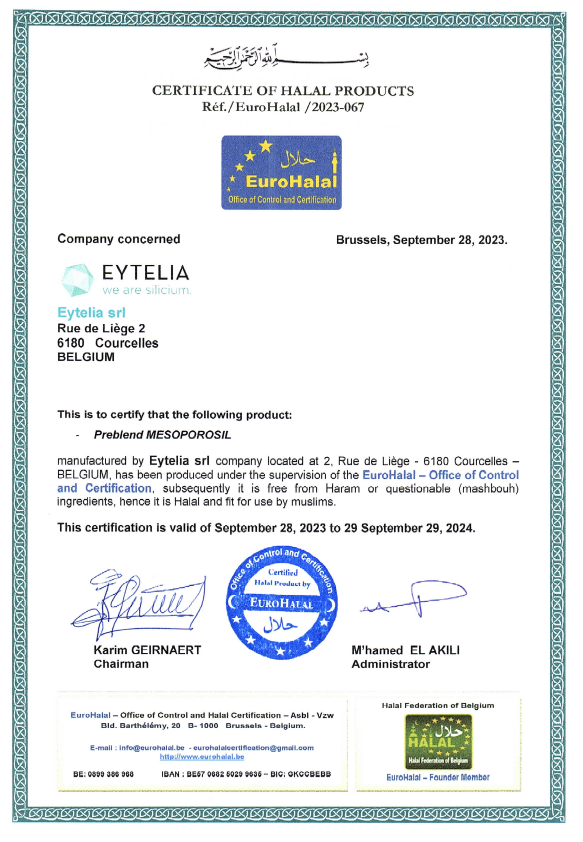 بسم الله الرحمن الرحيم
CERTIFICATE OF HALAL PRODUCTS
Réf./EuroHalal /2023-067
حلال
EuroHalal
Office of Control and Certification
Company concerned
Brussels, September 28, 2023.
EYTELIA
we are silicium.
Eytelia srl
Rue de Liège 2
6180 Courcelles
BELGIUM
This is to certify that the following product:
- Preblend MESOPOROSIL
manufactured by Eytelia srl company located at 2, Rue de Liège - 6180 Courcelles –
BELGIUM, has been produced under the supervision of the EuroHalal – Office of Control
and Certification, subsequently it is free from Haram or questionable (mashbouh)
ingredients, hence it is Halal and fit for use by muslims.
This certification is valid of September 28, 2023 to 29 September 29, 2024.
Office of Control and Certification
Certified
Halal Product by
EUROHALAL
حلال
Karim GEIRNAERT
Chairman
M'hamed EL AKILI
Administrator
EuroHalal – Office of Control and Halal Certification – Asbl - Vzw
Bld. Barthélémy, 20 B- 1000 Brussels - Belgium.
E-mail : info@eurohalal.be - eurohalalcertification@gmail.com
http://www.eurohalal.be
BE: 0899 386 968 IBAN : BE57 0682 5029 9635 – BIC: GKCCBEBB
Halal Federation of Belgium
حلال
HALAL
Halal Federation of Belgium
EuroHalal – Founder Member